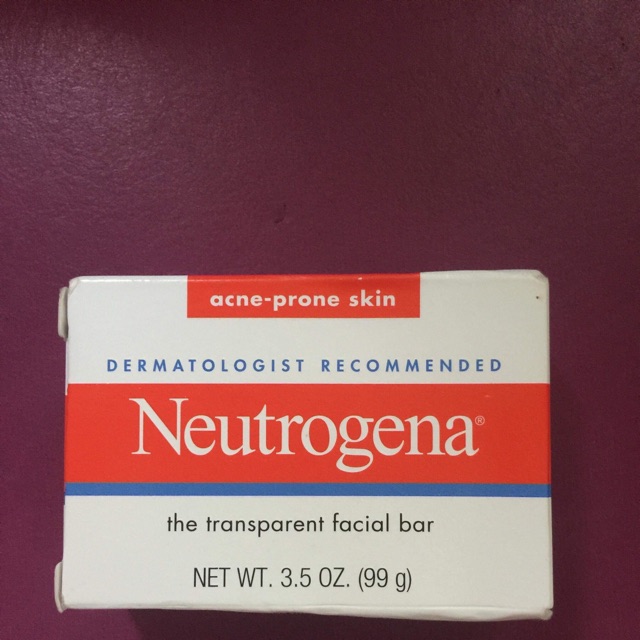 acne-prone skin
DERMATOLOGIST RECOMMENDED
Neutrogena®
the transparent facial bar
NET WT. 3.5 OZ. (99 g)